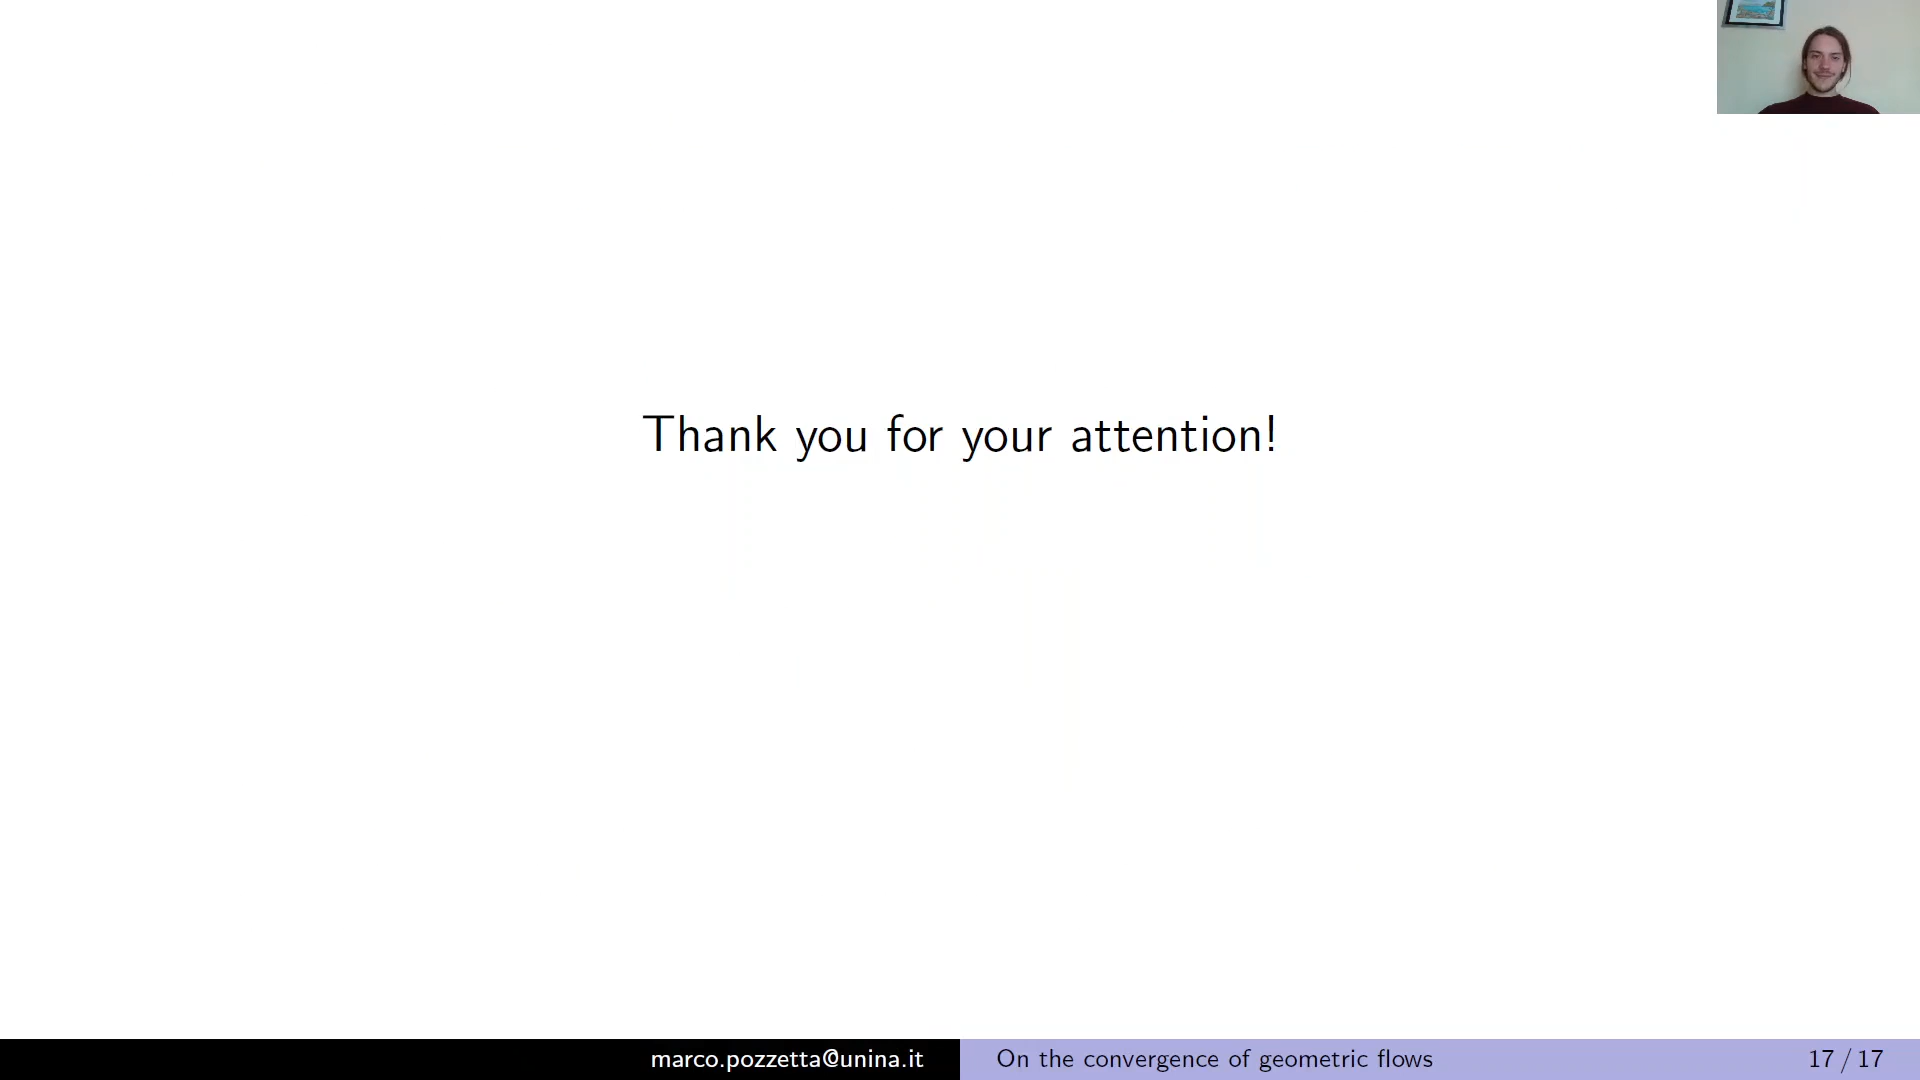 Thank you for your attention!
marco.pozzetta@unina.it
On the convergence of geometric flows
17 / 17